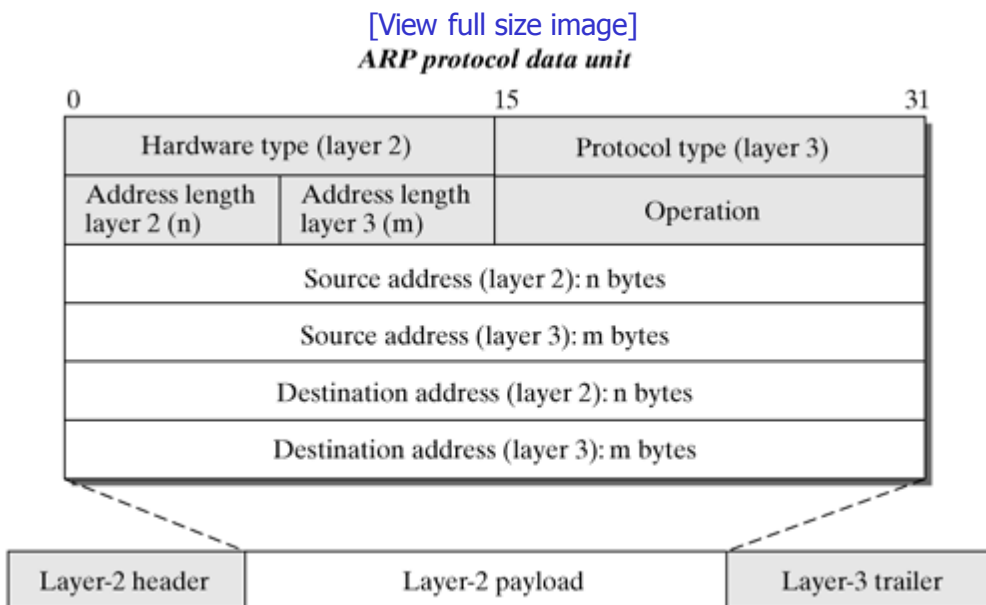 [View full size image]
ARP protocol data unit
0 15 31
Hardware type (layer 2) Protocol type (layer 3)
Address length layer 2 (n) Address length layer 3 (m) Operation
Source address (layer 2): n bytes
Source address (layer 3): m bytes
Destination address (layer 2): n bytes
Destination address (layer 3): m bytes
Layer-2 header Layer-2 payload Layer-3 trailer